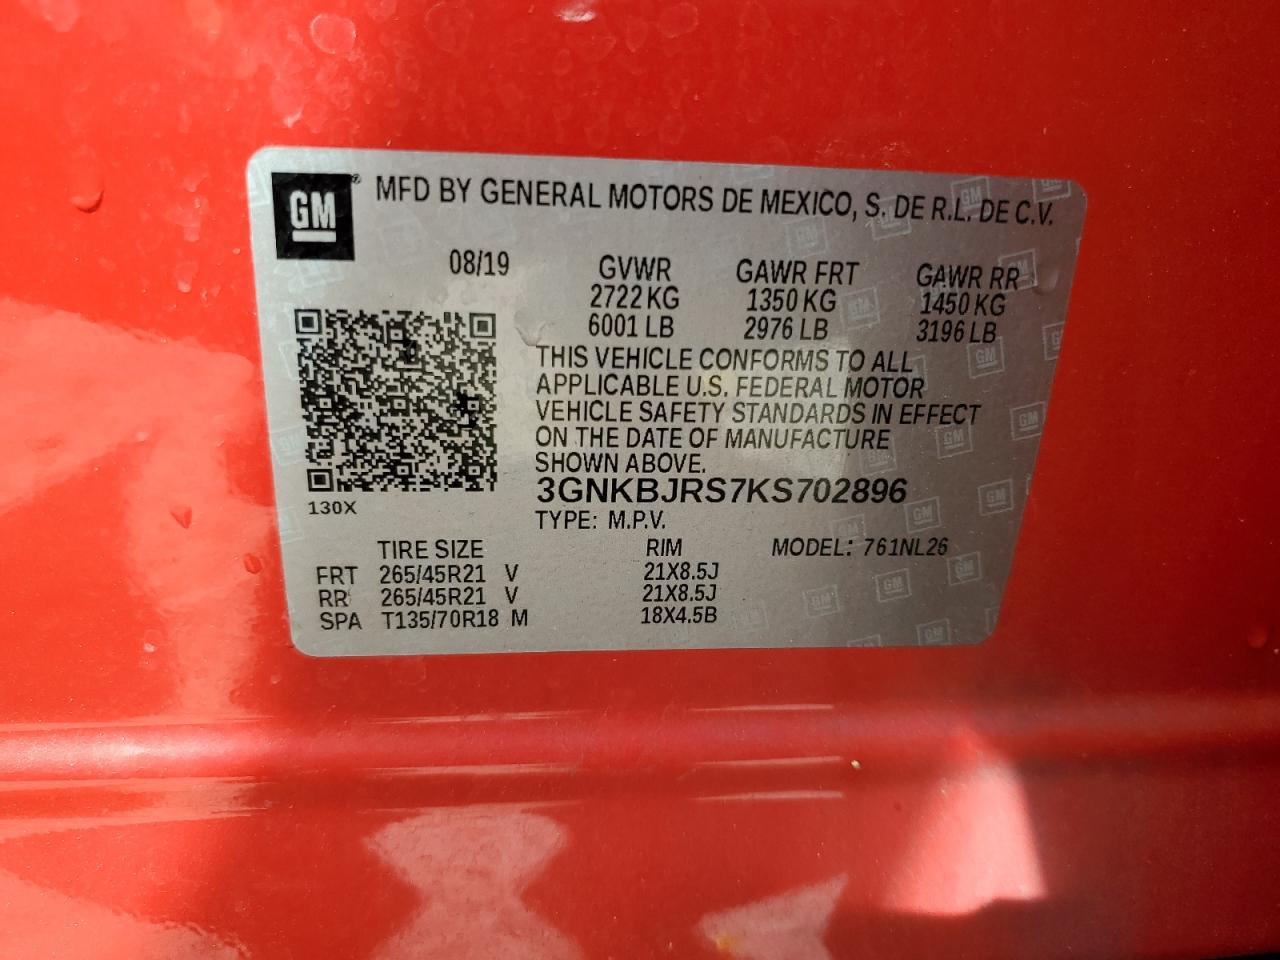 GM® MFD BY GENERAL MOTORS DE MEXICO, S. DE R.L. DE C.V.
08/19 GVWR GAWR FRT GAWR RR
2722 KG 1350 KG 1450 KG
6001 LB 2976 LB 3196 LB
THIS VEHICLE CONFORMS TO ALL
APPLICABLE U.S. FEDERAL MOTOR
VEHICLE SAFETY STANDARDS IN EFFECT
ON THE DATE OF MANUFACTURE
SHOWN ABOVE.
3GNKBJRS7KS702896
130X
TYPE: M.P.V.
TIRE SIZE RIM MODEL: 761NL26
FRT 265/45R21 V 21X8.5J
RR 265/45R21 V 21X8.5J
SPA T135/70R18 M 18X4.5B